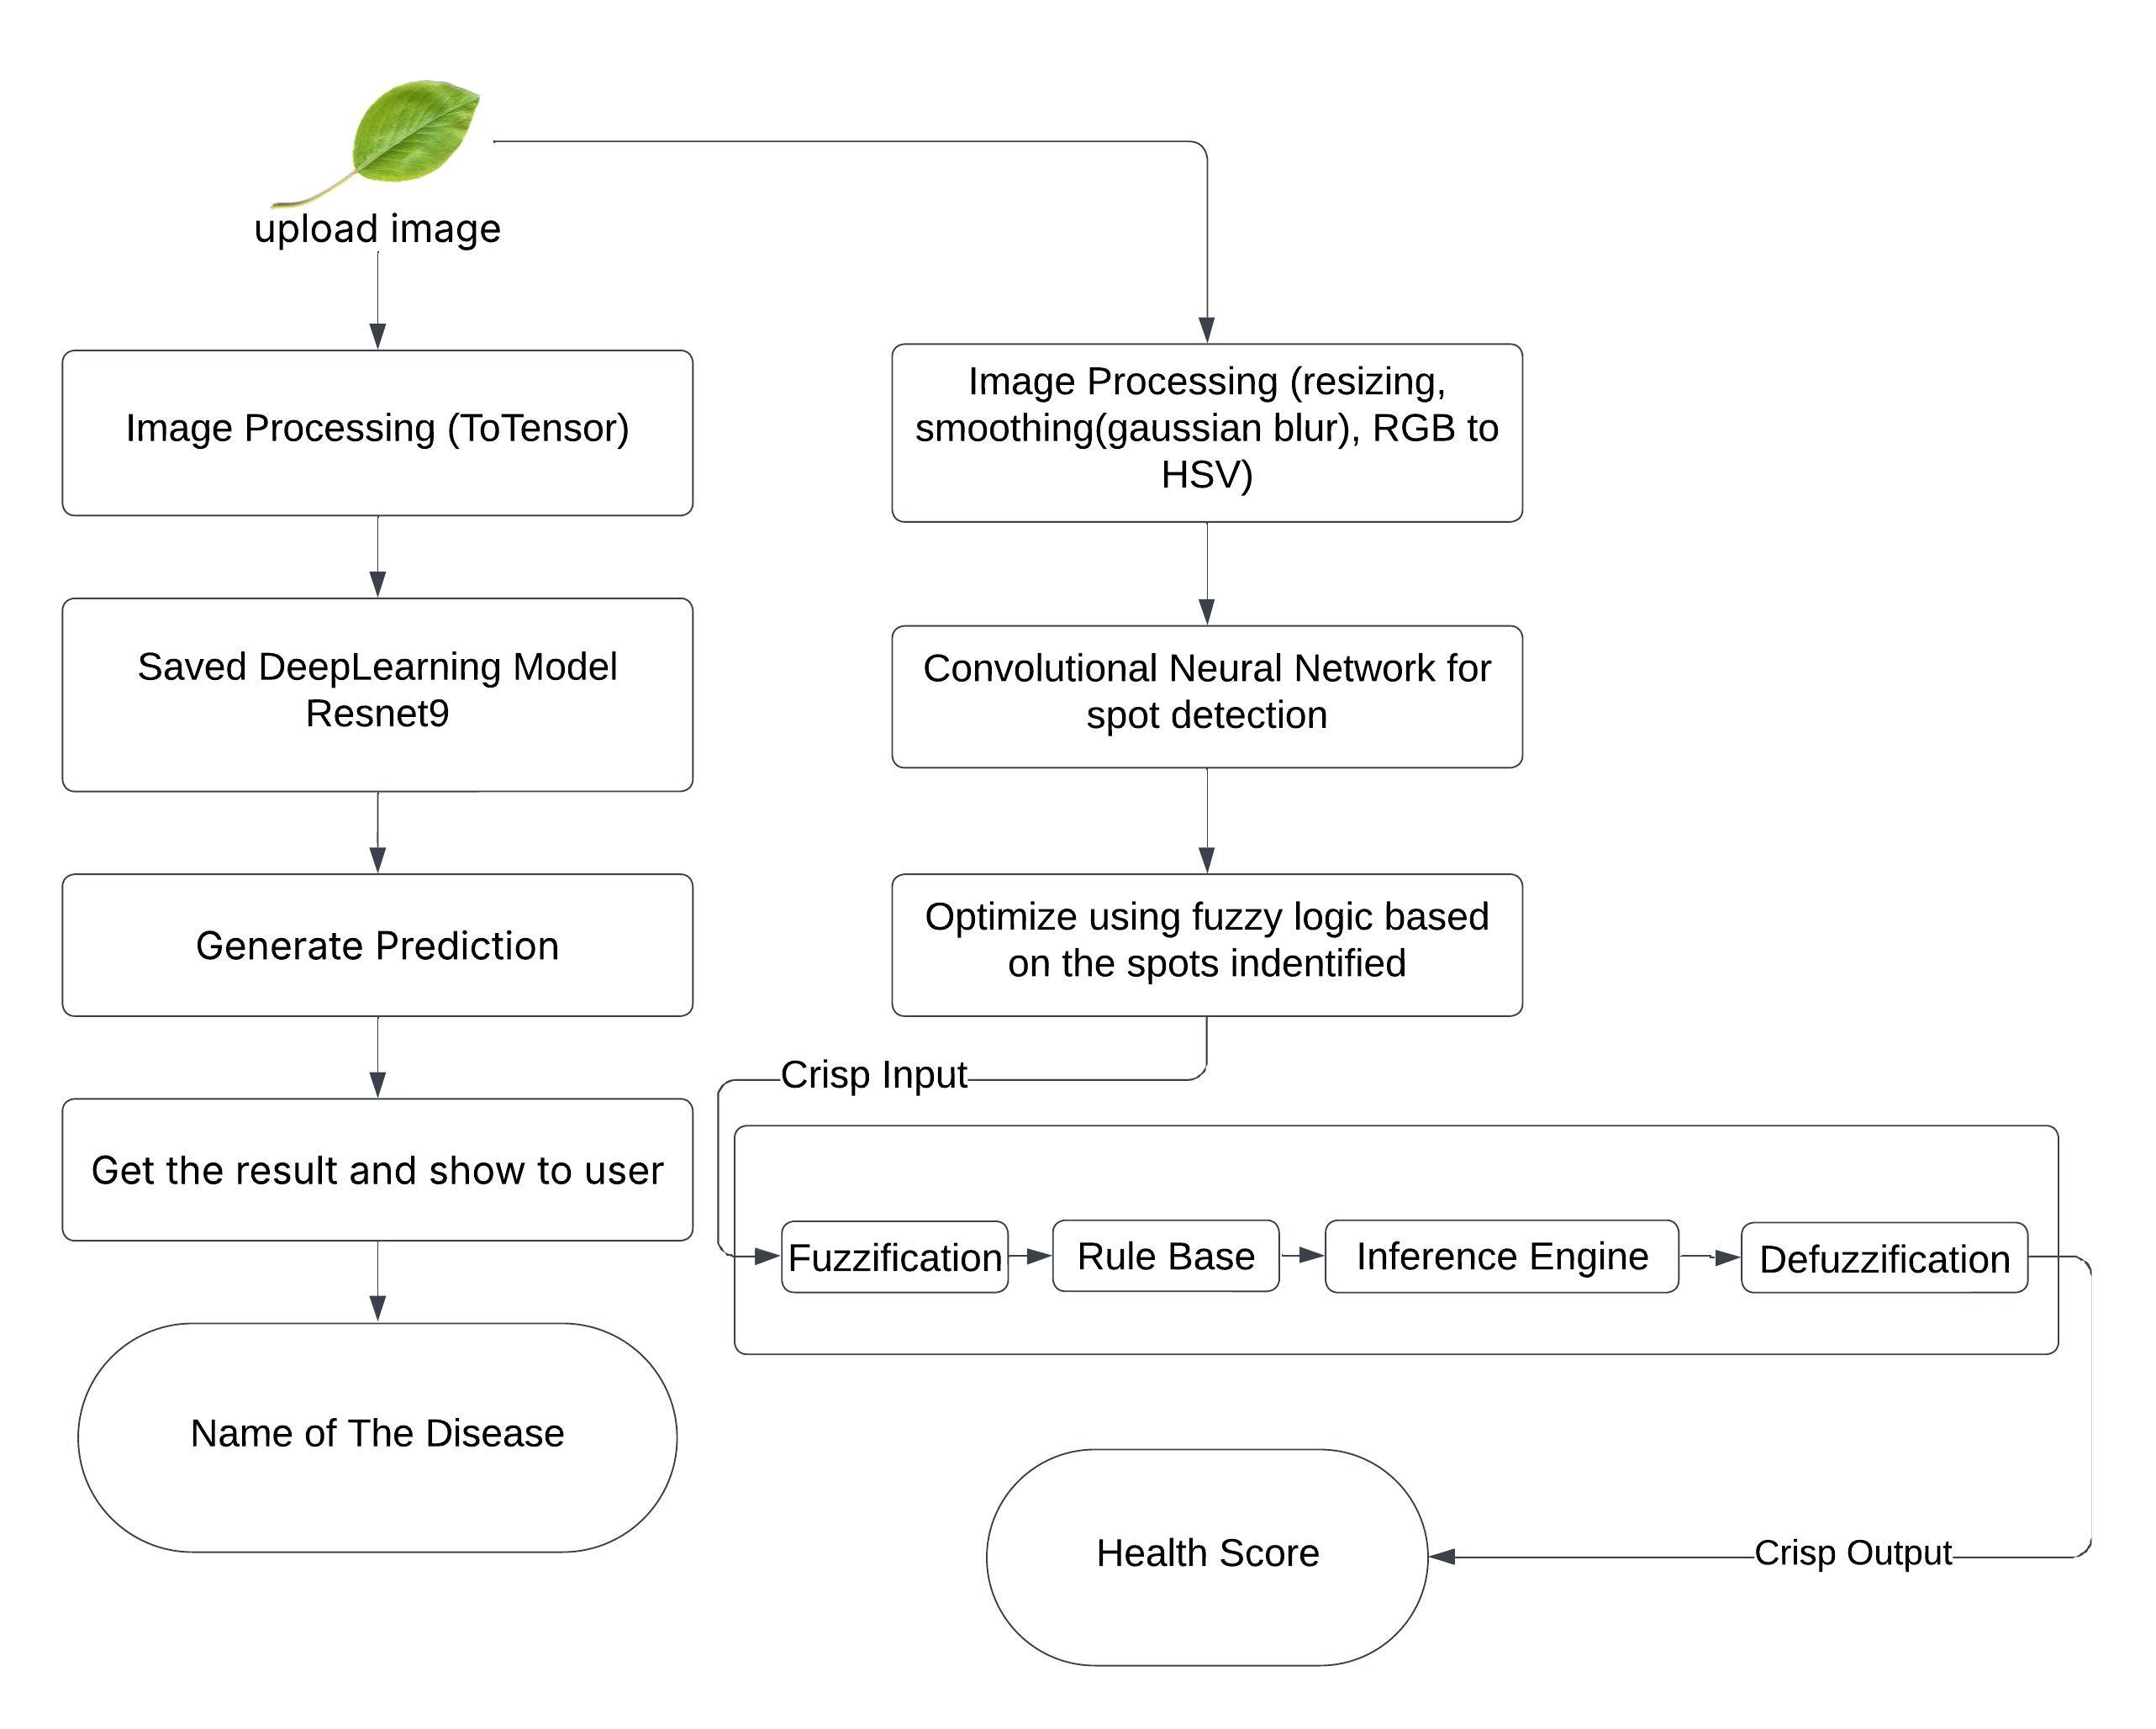 upload image
Image Processing (ToTensor)
Saved DeepLearning Model
Resnet9
Generate Prediction
Get the result and show to user
Name of The Disease
Image Processing (resizing,
smoothing(gaussian blur), RGB to
HSV)
Convolutional Neural Network for
spot detection
Optimize using fuzzy logic based
on the spots indentified
Crisp Input
Fuzzification
Rule Base
Inference Engine
Defuzzification
Crisp Output
Health Score